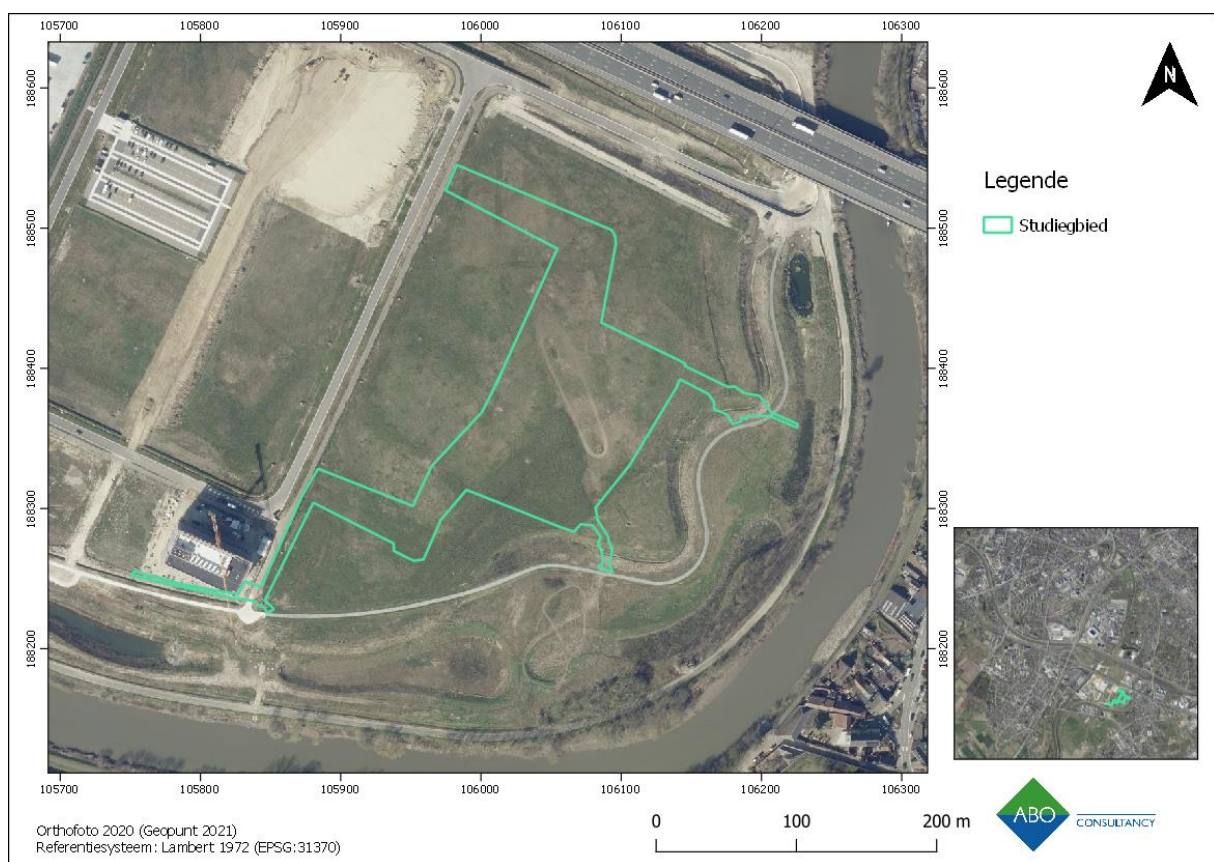 105700 105800 105900 106000 106100 106200 106300
188600 188600
188500 188500
188400 188400
188300 188300
188200 188200
105700 105800 105900 106000 106100 106200 106300
N
Legende
Studiegbied
Orthofoto 2020 (Geopunt 2021)
Referentiesysteem: Lambert 1972 (EPSG:31370)
0 100 200 m
ABO CONSULTANCY